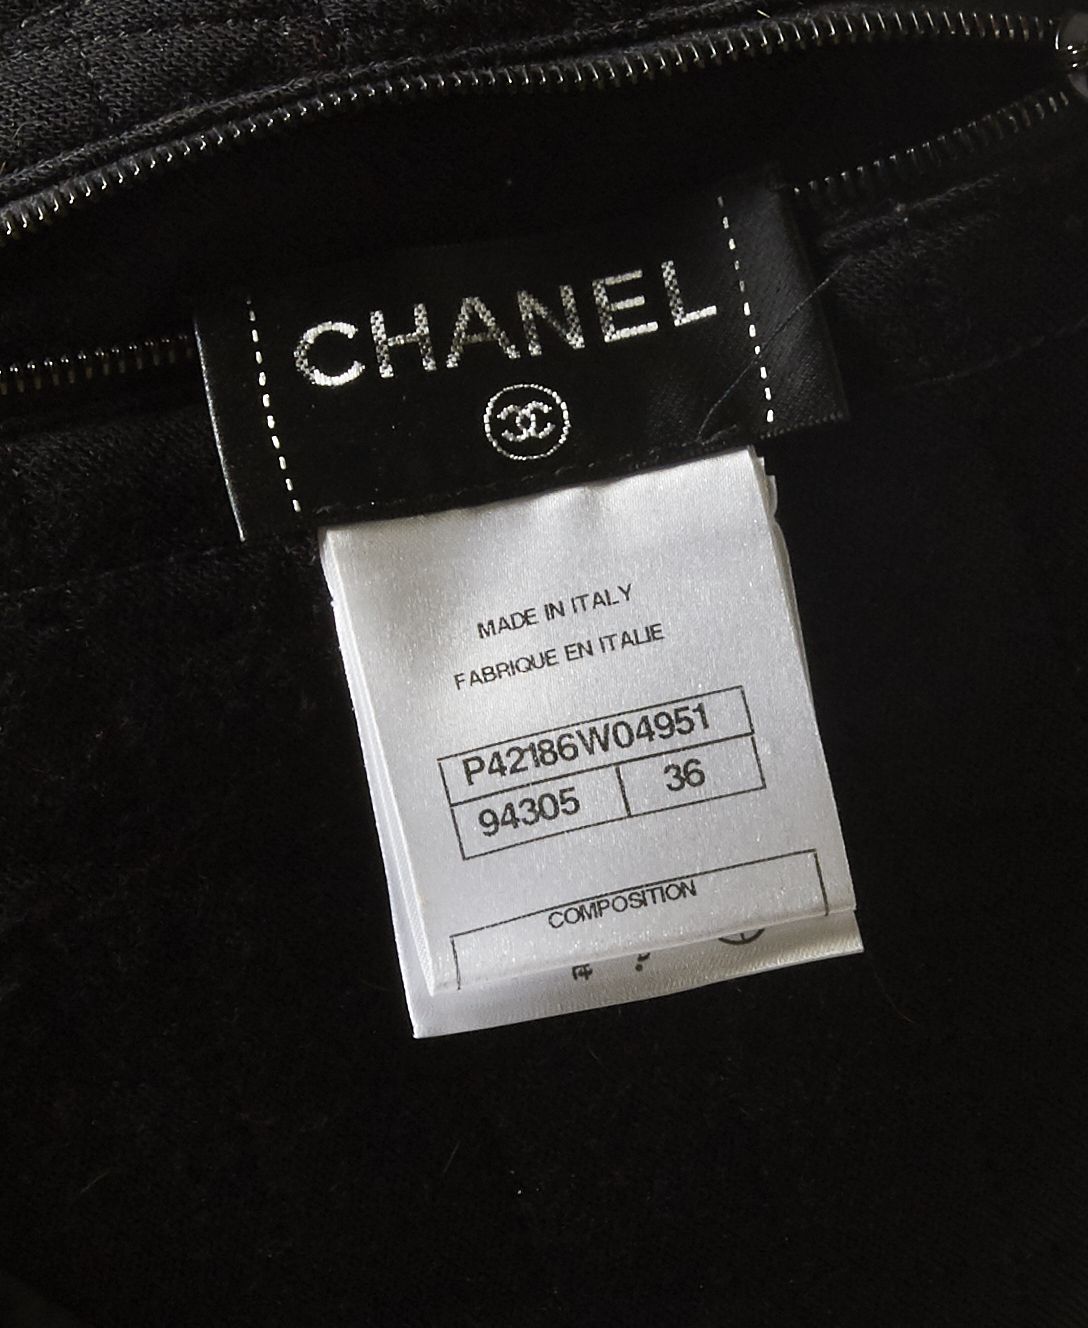 CHANEL
MADE IN ITALY
FABRIQUE EN ITALIE
P42186W04951
94305 36
COMPOSITION